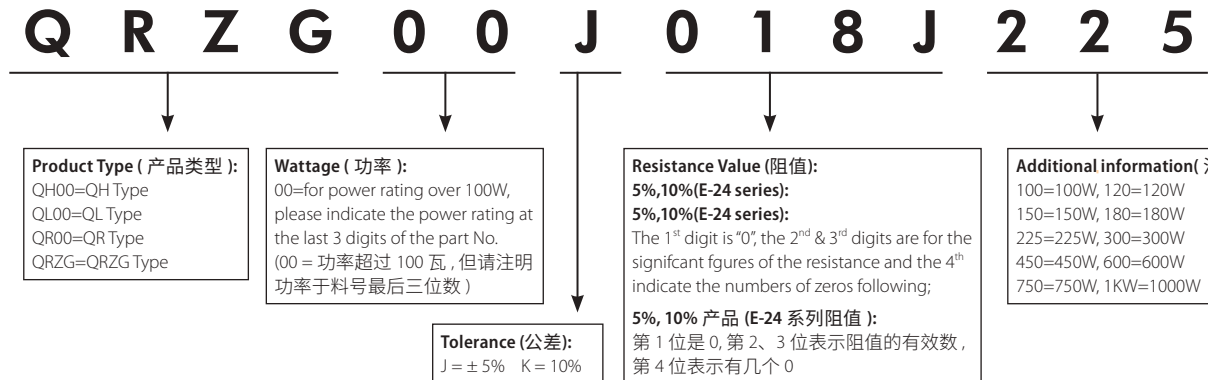 Q R Z G 0 0 J 0 1 8 J 2 2 5
Product Type ( 产品类型 ):
QH00=QH Type
QL00=QL Type
QR00=QR Type
QRZG=QRZG Type
Wattage ( 功率 ):
00=for power rating over 100W,
please indicate the power rating at
the last 3 digits of the part No.
(00 = 功率超过 100 瓦 , 但请注明
功率于料号最后三位数 )
Tolerance (公差):
J = ± 5% K = 10%
Resistance Value (阻值):
5%,10%(E-24 series):
5%,10%(E-24 series):
The 1st digit is "0", the 2nd & 3rd digits are for the
signifcant fgures of the resistance and the 4th
indicate the numbers of zeros following;
5%, 10% 产品 (E-24 系列阻值 ):
第 1 位是 0, 第 2、3 位表示阻值的有效数 ,
第 4 位表示有几个 0
Additional information(
100=100W, 120=120W
150=150W, 180=180W
225=225W, 300=300W
450=450W, 600=600W
750=750W, 1KW=1000W